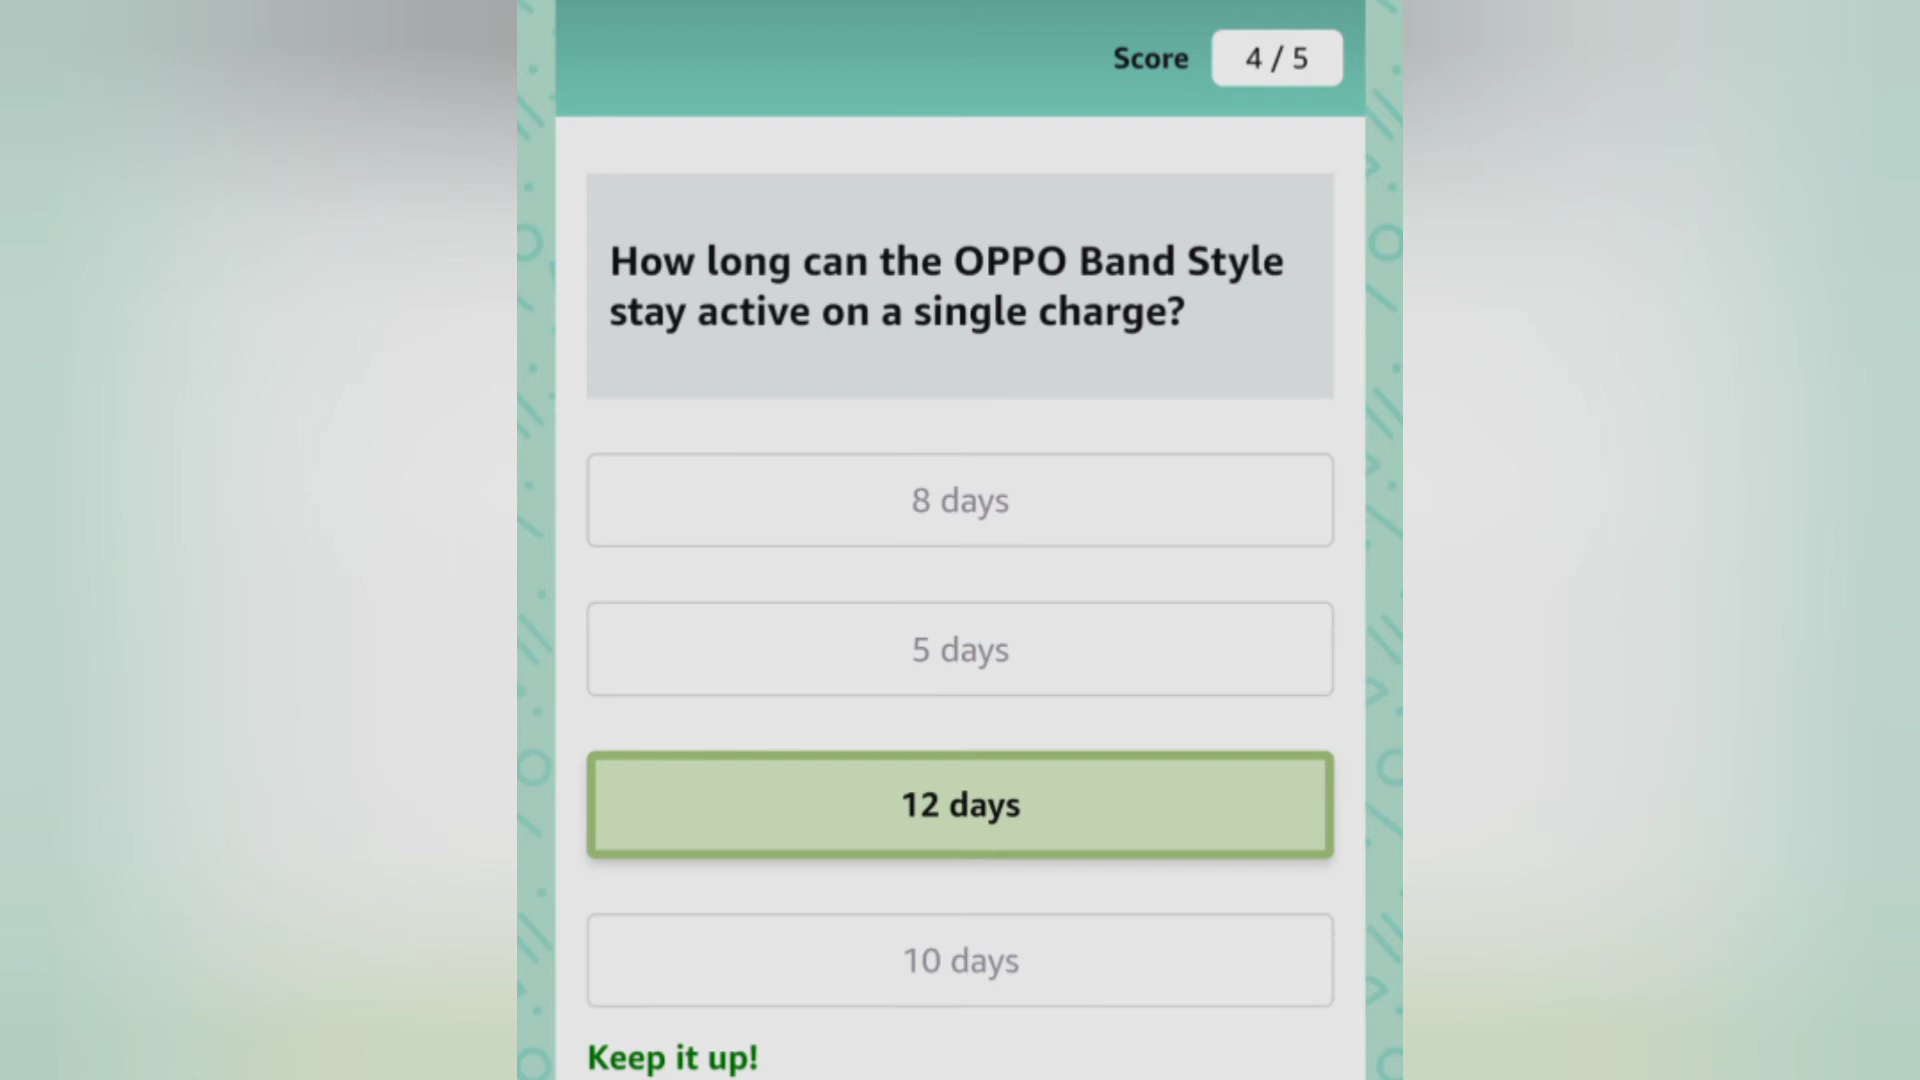 Score 4 / 5
How long can the OPPO Band Style
stay active on a single charge?
8 days
5 days
12 days
10 days
Keep it up!